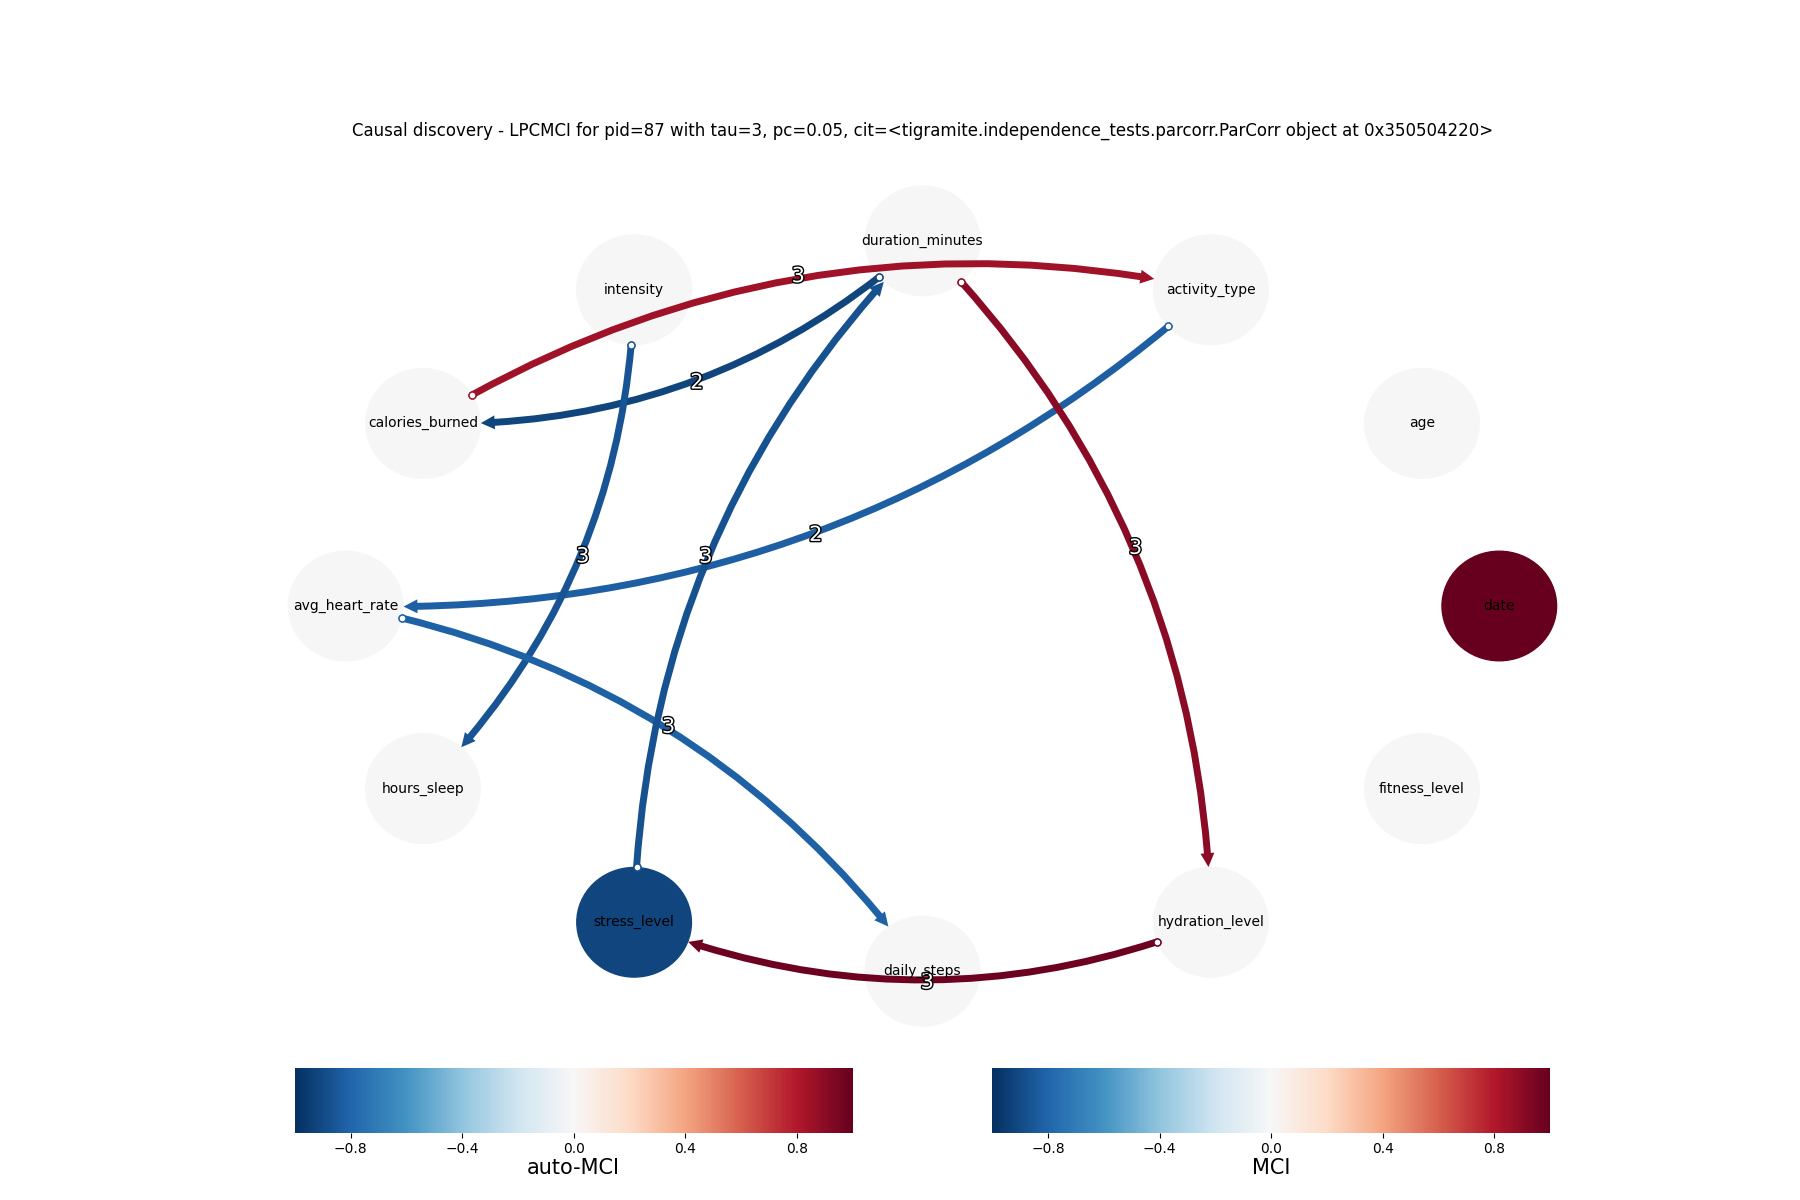 Causal discovery - LPCMCI for pid=87 with tau=3, pc=0.05, cit=<tigramite.independence_tests.parcorr.ParCorr object at 0x350504220>
duration_minutes
intensity
activity_type
3
2
calories_burned
age
3
3
2
3
avg_heart_rate
date
3
hours_sleep
fitness_level
stress_level
hydration_level
daily_steps
3
−0.8 −0.4 0.0 0.4 0.8
auto-MCI
−0.8 −0.4 0.0 0.4 0.8
MCI